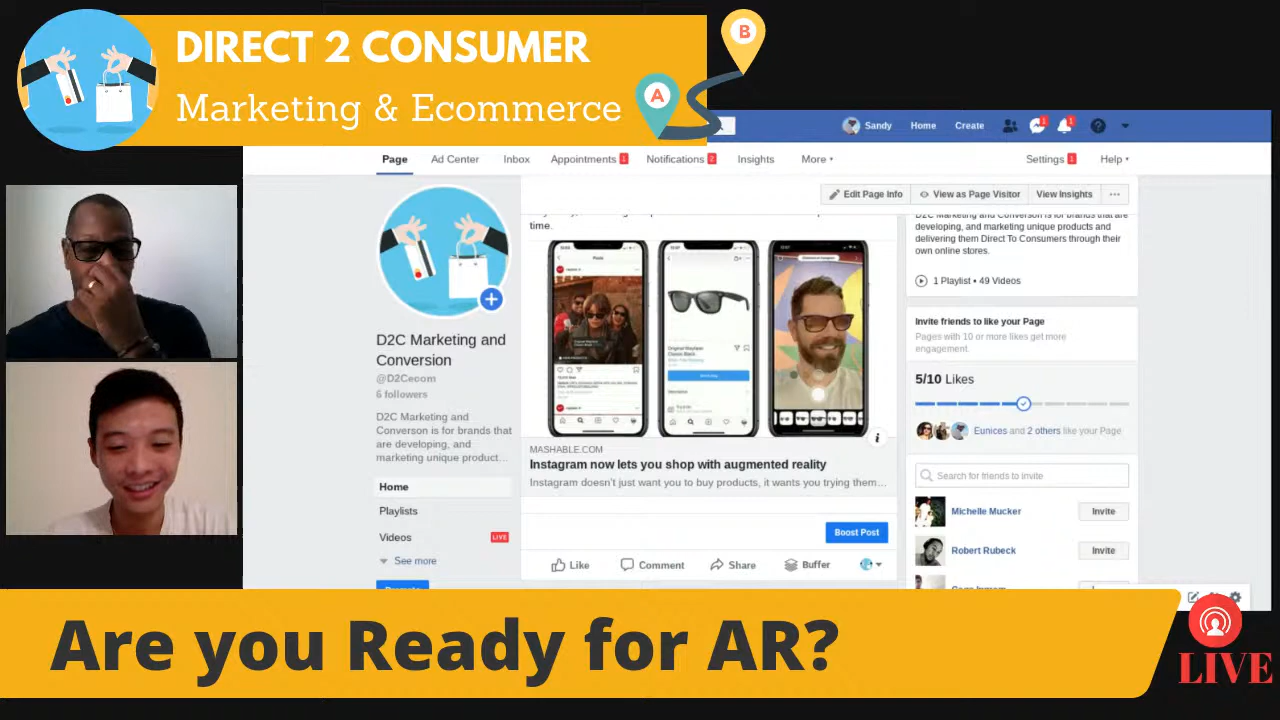 DIRECT 2 CONSUMER
Marketing & Ecommerce
A
B
Sandy Home Create 1 1
Page Ad Center Inbox Appointments 1 Notifications 2 Insights More Settings 1 Help
Edit Page Info View as Page Visitor View Insights ...
D2C Marketing and
Conversion
@D2Cecom
6 followers
D2C Marketing and
Converson is for brands that
are developing, and
marketing unique product...
Home
Playlists
Videos LIVE
See more
time.
MASHABLE.COM
Instagram now lets you shop with augmented reality
Instagram doesn't just want you to buy products, it wants you trying them...
Boost Post
Like Comment Share Buffer
D2C Marketing and Converson is for brands that are
developing, and marketing unique products and
delivering them Direct To Consumers through their
own online stores.
1 Playlist • 49 Videos
Invite friends to like your Page
Pages with 10 or more likes get more
engagement.
5/10 Likes
Eunices and 2 others like your Page
Search for friends to invite
Michelle Mucker Invite
Robert Rubeck Invite
Are you Ready for AR?
LIVE